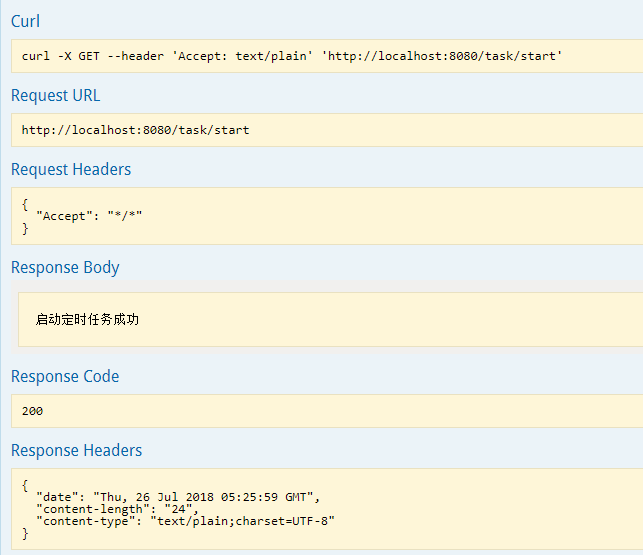 Curl
curl -X GET --header 'Accept: text/plain' 'http://localhost:8080/task/start'
Request URL
http://localhost:8080/task/start
Request Headers
{
  "Accept": "*/*"
}
Response Body
启动定时任务成功
Response Code
200
Response Headers
{
  "date": "Thu, 26 Jul 2018 05:25:59 GMT",
  "content-length": "24",
  "content-type": "text/plain;charset=UTF-8"
}